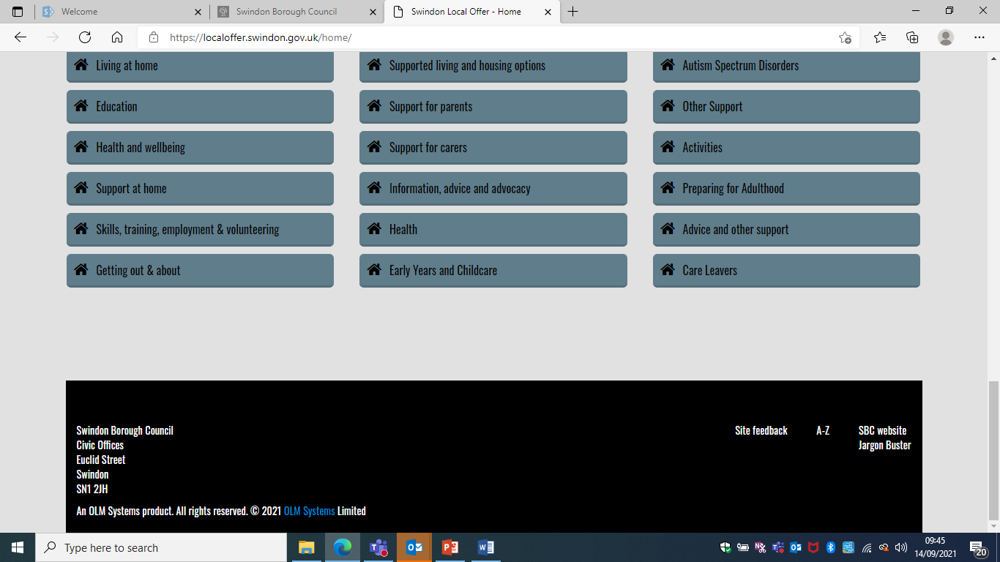 Welcome
Swindon Borough Council
Swindon Local Offer - Home
https://localoffer.swindon.gov.uk/home/
Living at home
Supported living and housing options
Autism Spectrum Disorders
Education
Support for parents
Other Support
Health and wellbeing
Support for carers
Activities
Support at home
Information, advice and advocacy
Preparing for Adulthood
Skills, training, employment & volunteering
Health
Advice and other support
Getting out & about
Early Years and Childcare
Care Leavers
Swindon Borough Council
Civic Offices
Euclid Street
Swindon
SN1 2JH
Site feedback
A-Z
SBC website
Jargon Buster
An OLM Systems product. All rights reserved. © 2021 OLM Systems Limited
Type here to search
09:45
14/09/2021
20